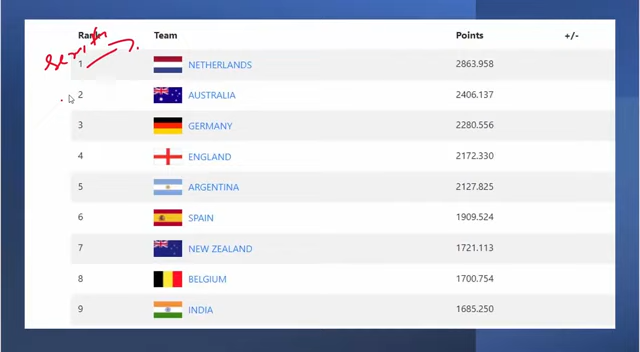 Rank Team Points +/-
1 NETHERLANDS 2863.958
2 AUSTRALIA 2406.137
3 GERMANY 2280.556
4 ENGLAND 2172.330
5 ARGENTINA 2127.825
6 SPAIN 1909.524
7 NEW ZEALAND 1721.113
8 BELGIUM 1700.754
9 INDIA 1685.250